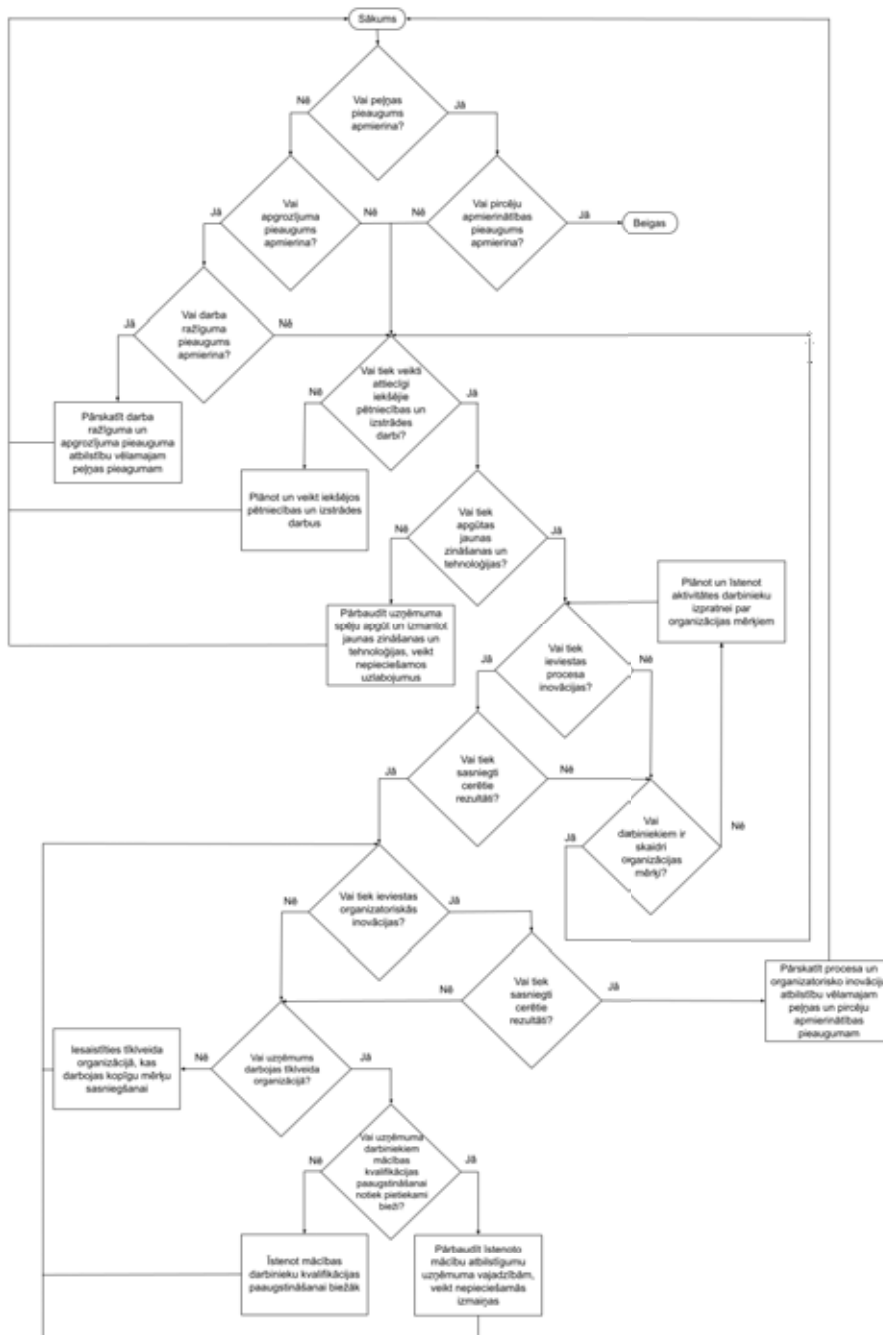 Sākums
Vai peļņas
pieaugums
apmierina?
Nē
Jā
Vai
apgrozījuma
pieaugums
apmierina?
Jā
Nē
Vai pircēju
apmierinātības
pieaugums
apmierina?
Nē
Jā
Beigas
Vai darba
ražīguma
pieaugums
apmierina?
Jā
Nē
Pārskatīt darba
ražīguma un
apgrozījuma pieauguma
atbilstību vēlamajam
peļņas pieagumam
Vai tiek veikti
attiecīgi
iekšējie
pētniecības un
izstrādes
darbi?
Nē
Jā
Plānot un veikt iekšējos
pētniecības un izstrādes
darbus
Vai tiek
apgūtas
jaunas
zināšanas un
tehnoloģijas?
Nē
Jā
Pārbaudīt uzņēmuma
spēju apgūt un izmantot
jaunas zināšanas un
tehnoloģijas, veikt
nepieciešamos
uzlabojumus
Plānot un īstenot
aktivitātes darbinieku
izpratnei par
organizācijas mērķiem
Vai tiek
ieviestas
procesa
inovācijas?
Jā
Nē
Vai tiek
sasniegti
cerētie
rezultāti?
Jā
Nē
Vai
darbiniekiem ir
skaidri
organizācijas
mērķi?
Jā
Nē
Vai tiek ieviestas
organizatoriskās
inovācijas?
Nē
Jā
Vai tiek
sasniegti
cerētie
rezultāti?
Nē
Jā
Pārskatīt procesa un
organizatorisko inovāciju
atbilstību vēlamajam
peļņas un pircēju
apmierinātības
pieaugumam
Iesaistīties tīklveida
organizācijā, kas
darbojas kopīgu mērķu
sasniegšanai
Vai uzņēmums
darbojas tīklveida
organizācijā?
Nē
Jā
Vai uzņēmuma
darbiniekiem
mācības
kvalifikācijas
paaugstināšanai
notiek pietiekami
bieži?
Nē
Jā
Īstenot mācības
darbinieku kvalifikācijas
paaugstināšanai biežāk
Pārbaudīt īstenoto
mācību atbilstīgumu
uzņēmuma vajadzībām,
veikt nepieciešamās
izmaiņas